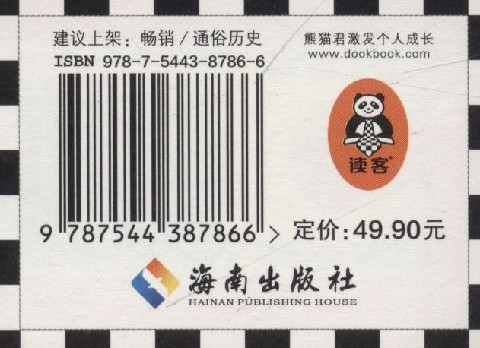 建议上架：畅销/通俗历史
ISBN 978-7-5443-8786-6
熊猫君激发个人成长
www.dookbook.com
读客®
9 787544 387866 >
定价：49.90元
海南出版社
HAINAN PUBLISHING HOUSE